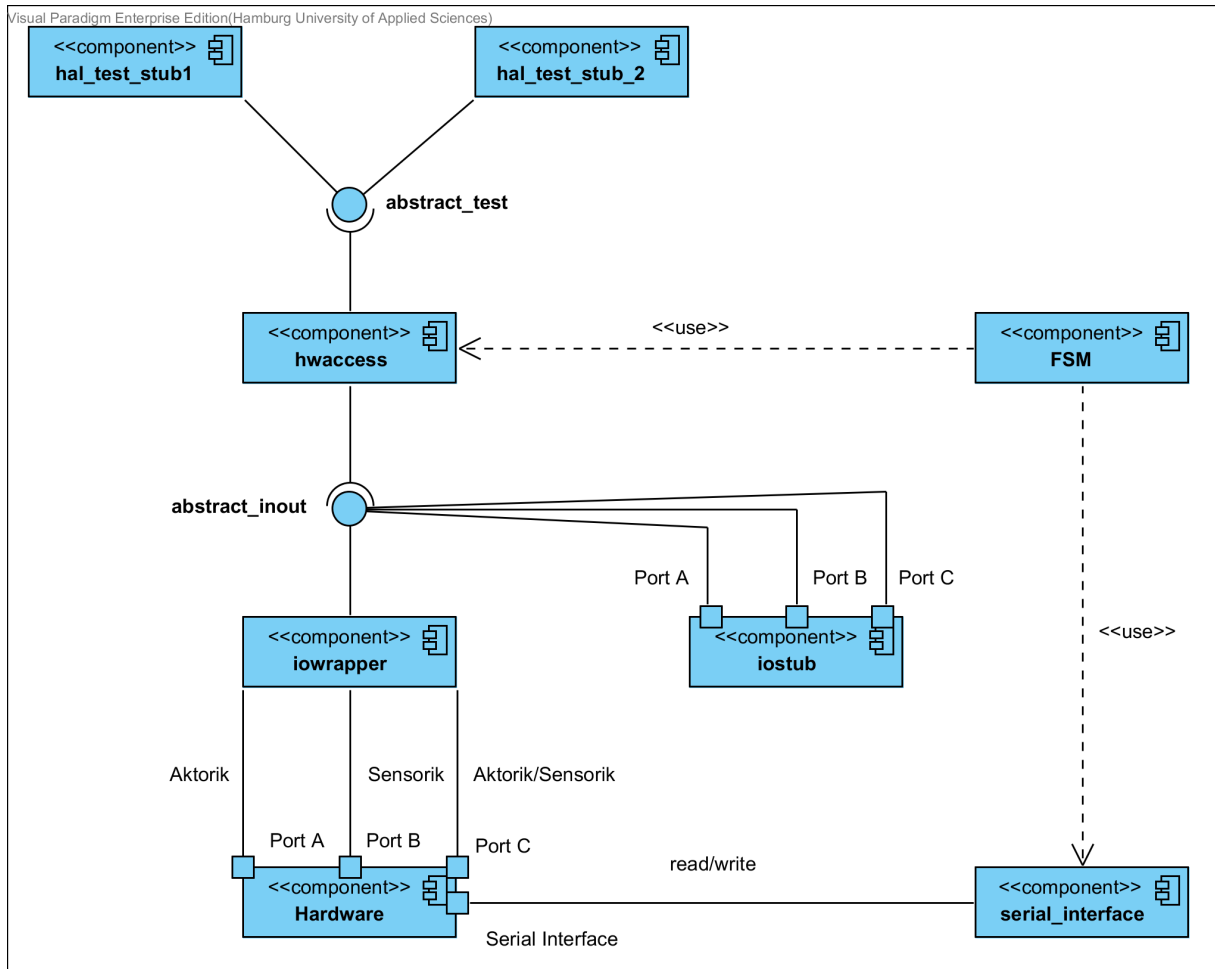 Visual Paradigm Enterprise Edition(Hamburg University of Applied Sciences)
<<component>>
hal_test_stub1
<<component>>
hal_test_stub_2
abstract_test
<<component>>
hwaccess
<<use>>
<<component>>
FSM
abstract_inout
Port A
Port B
Port C
<<component>>
iowrapper
<<component>>
iostub
<<use>>
Aktorik
Sensorik
Aktorik/Sensorik
Port A
Port B
Port C
read/write
<<component>>
Hardware
<<component>>
serial_interface
Serial Interface